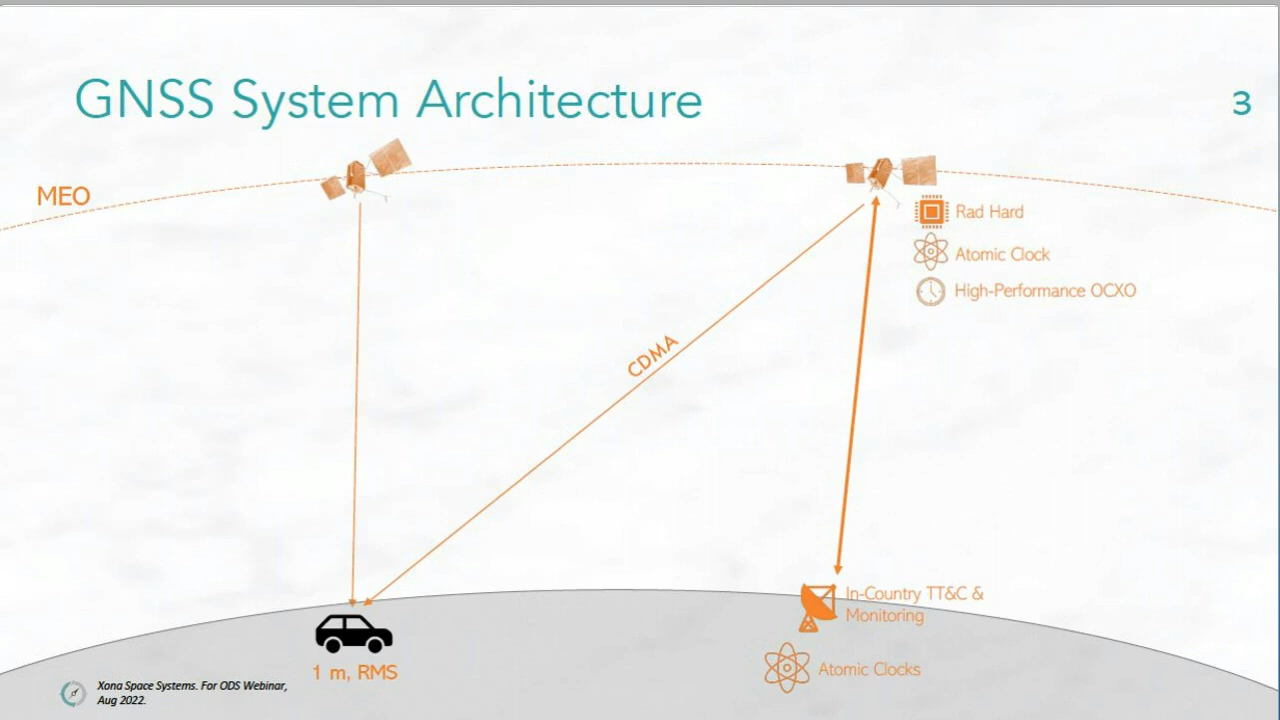 GNSS System Architecture
3
MEO
Rad Hard
Atomic Clock
High-Performance OCXO
CDMA
In-Country TT&C &
Monitoring
1 m, RMS
Atomic Clocks
Xona Space Systems. For ODS Webinar,
Aug 2022.